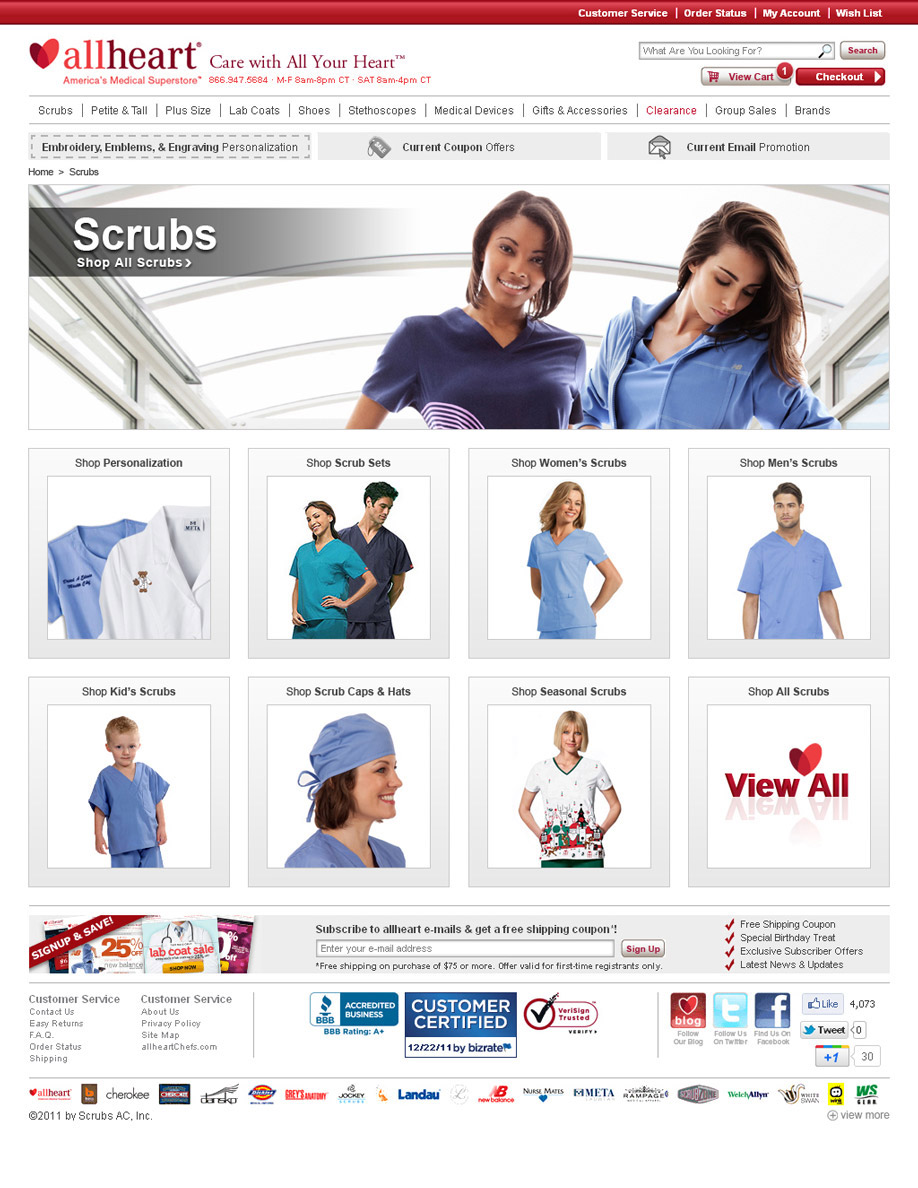 Customer Service | Order Status | My Account | Wish List
allheart® Care with All Your Heart™
America's Medical Superstore™ 866.947.5684 · M-F 8am-8pm CT · SAT 8am-4pm CT
What Are You Looking For? Search
View Cart 1 Checkout
Scrubs | Petite & Tall | Plus Size | Lab Coats | Shoes | Stethoscopes | Medical Devices | Gifts & Accessories | Clearance | Group Sales | Brands
Embroidery, Emblems, & Engraving Personalization
SALE
Current Coupon Offers
Current Email Promotion
Home > Scrubs
Scrubs
Shop All Scrubs
Shop Personalization
Shop Scrub Sets
Shop Women's Scrubs
Shop Men's Scrubs
META
Shop Kid's Scrubs
Shop Scrub Caps & Hats
Shop Seasonal Scrubs
Shop All Scrubs
View All
SIGNUP & SAVE!
allheart
25% OFF
new balance
lab coat sale
SHOP NOW
Subscribe to allheart e-mails & get a free shipping coupon*!
Enter your e-mail address Sign Up
*Free shipping on purchase of $75 or more. Offer valid for first-time registrants only.
Free Shipping Coupon
Special Birthday Treat
Exclusive Subscriber Offers
Latest News & Updates
Customer Service
Contact Us
Easy Returns
F.A.Q.
Order Status
Shipping
Customer Service
About Us
Privacy Policy
Site Map
allheartChefs.com
BBB
ACCREDITED
BUSINESS
BBB Rating: A+
CUSTOMER
CERTIFIED
12/22/11 by bizrate
VeriSign
Trusted
VERIFY
blog
Follow
Our Blog
Follow Us
On Twitter
Find Us On
Facebook
Like 4,073
Tweet 0
+1 30
allheart cherokee CHEROKEE dansko Dickies GREY'S ANATOMY JOCKEY SCRUBS Landau new balance NURSE MATES META RAMPAGE SCRUBZONE WelchAllyn WHITE SWAN wink WS GEAR
©2011 by Scrubs AC, Inc.
view more